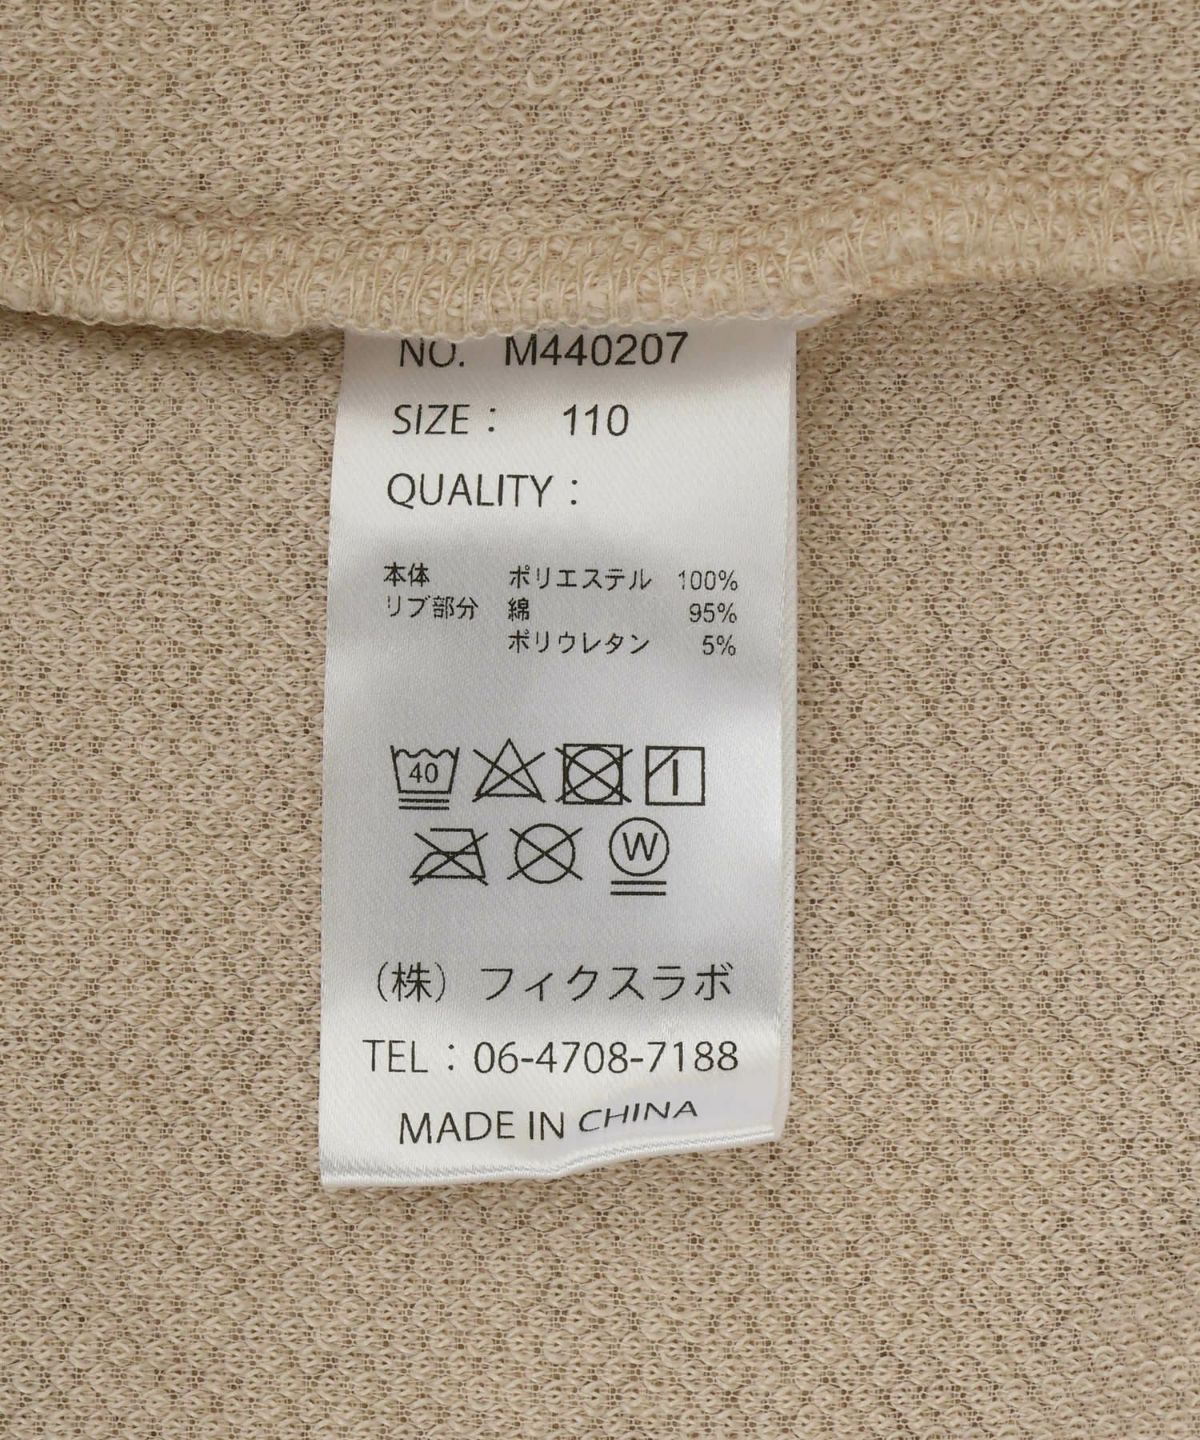 NO. M440207
SIZE： 110
QUALITY：
本体 ポリエステル 100%
リブ部分 綿 95%
ポリウレタン 5%
40
W
（株）フィクスラボ
TEL：06-4708-7188
MADE IN CHINA